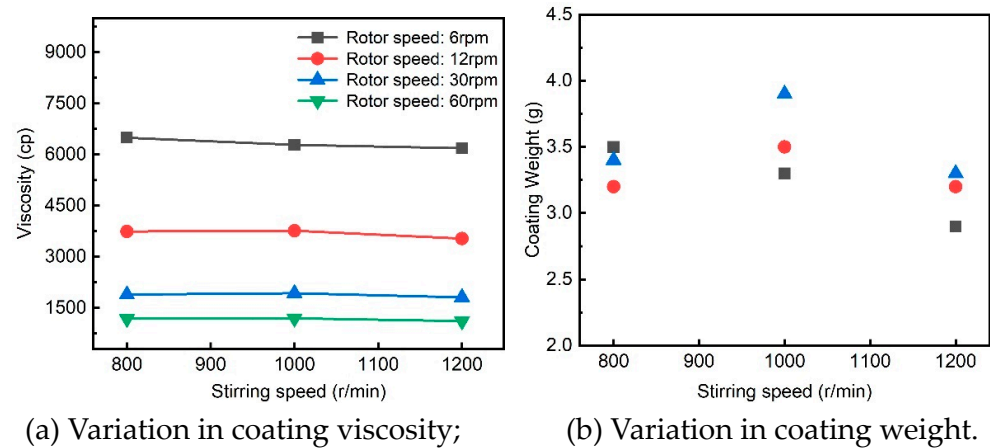 9000
7500
6000
4500
3000
1500
Viscosity (cp)
Rotor speed: 6rpm
Rotor speed: 12rpm
Rotor speed: 30rpm
Rotor speed: 60rpm
800 900 1000 1100 1200
Stirring speed (r/min)
(a) Variation in coating viscosity;
4.5
4.0
3.5
3.0
2.5
2.0
Coating Weight (g)
800 900 1000 1100 1200
Stirring speed (r/min)
(b) Variation in coating weight.